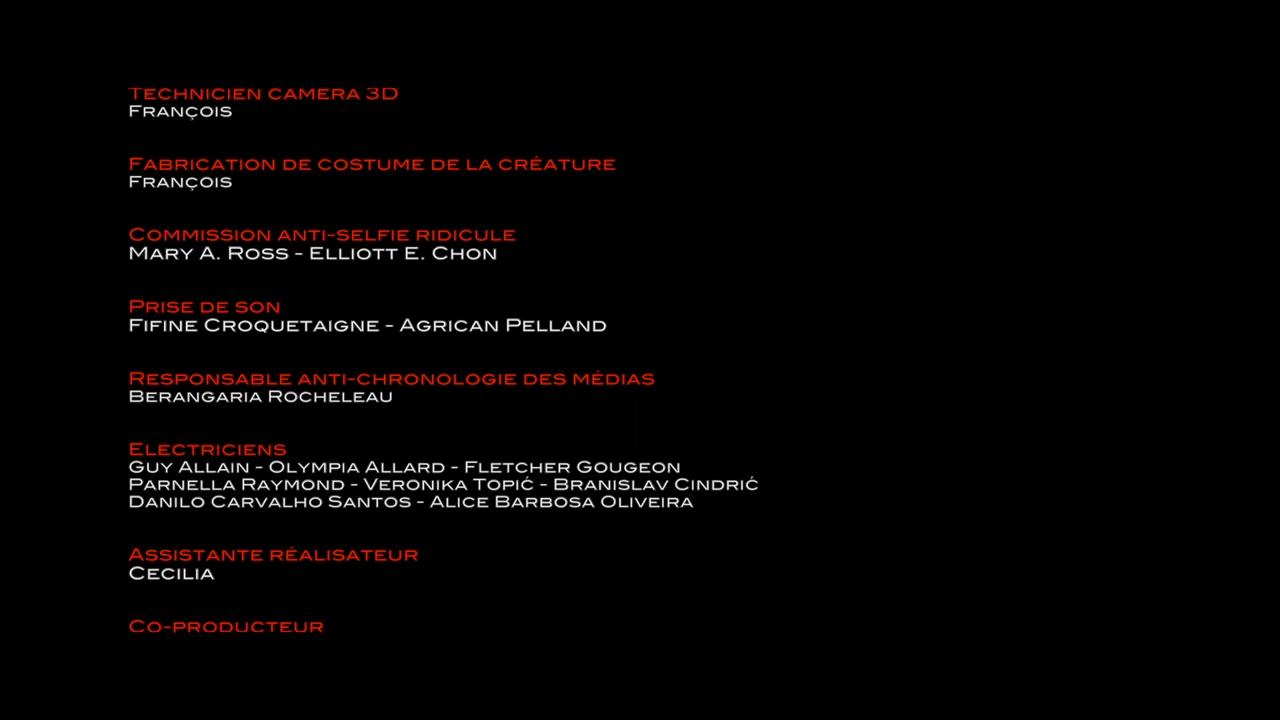 Technicien camera 3D
François
Fabrication de costume de la créature
François
Commission anti-selfie ridicule
Mary A. Ross - Elliott E. Chon
Prise de son
Fifine Croquetaigne - Agrican Pelland
Responsable anti-chronologie des médias
Berangaria Rocheleau
Electriciens
Guy Allain - Olympia Allard - Fletcher Gougeon
Parnella Raymond - Veronika Topić - Branislav Cindrić
Danilo Carvalho Santos - Alice Barbosa Oliveira
Assistante réalisateur
Cecilia
Co-producteur